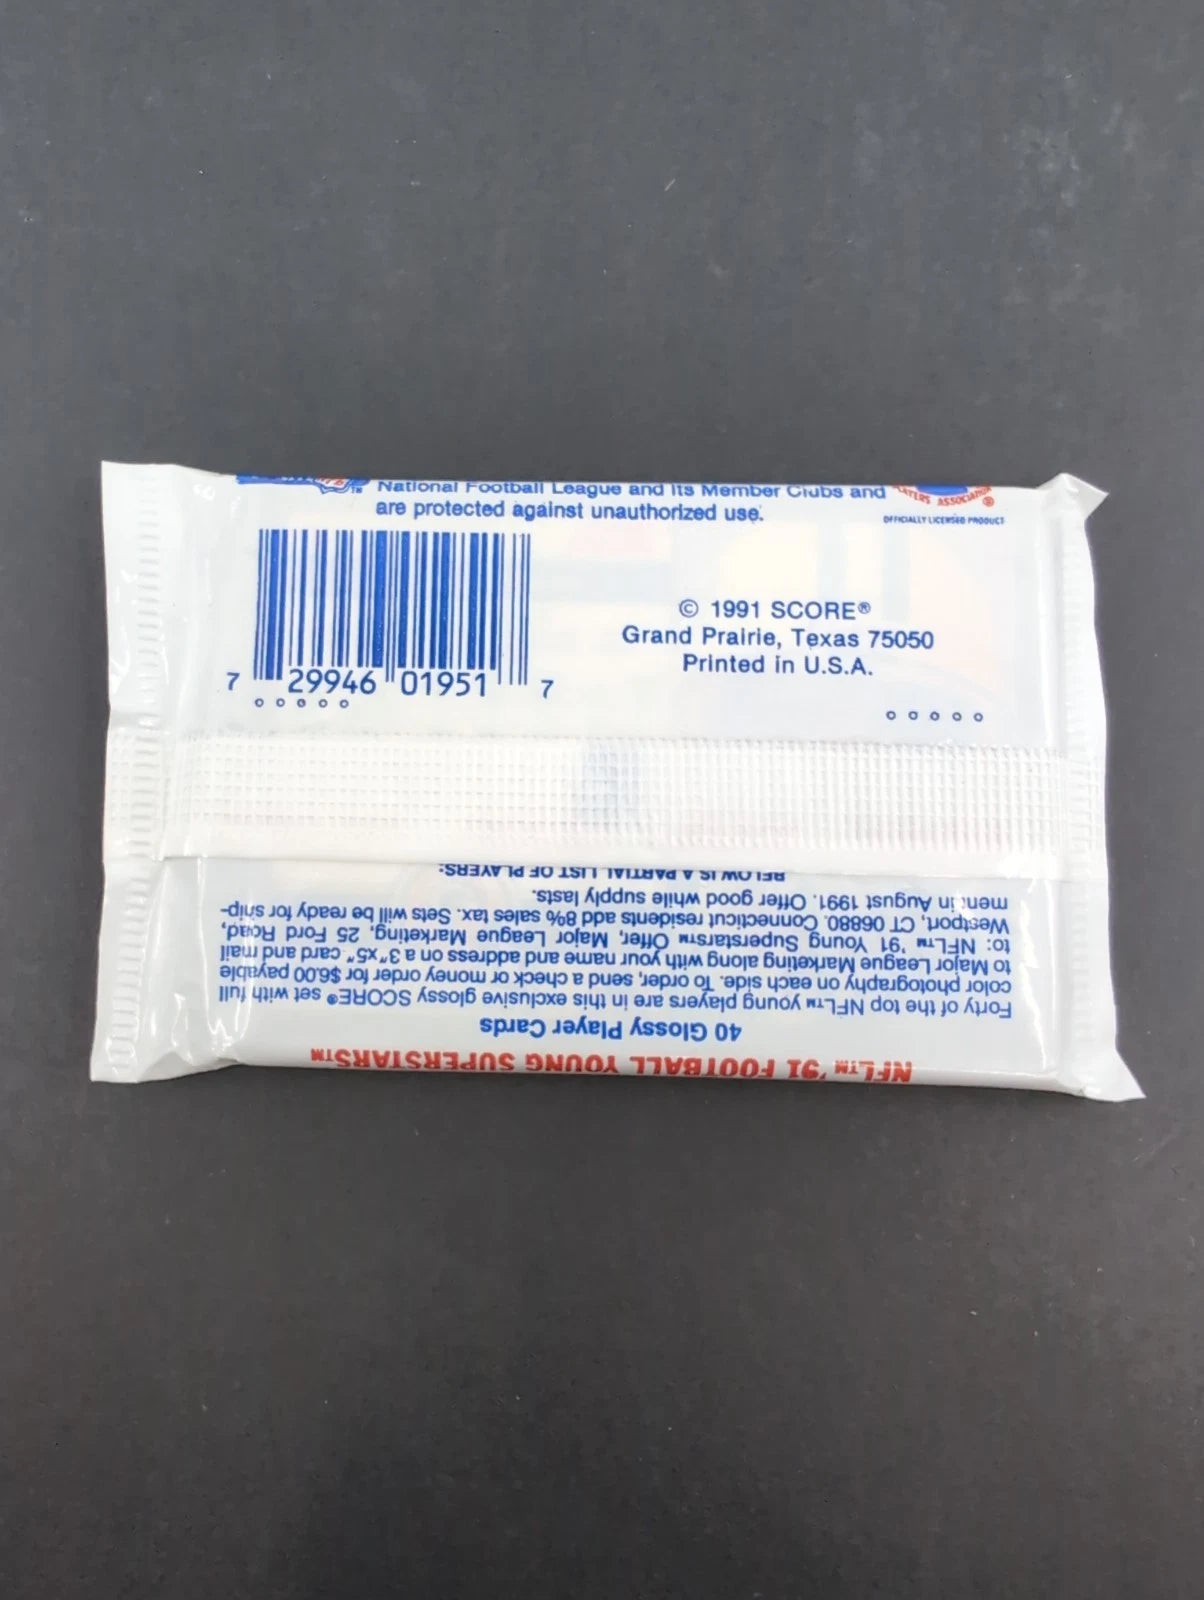 National Football League and Its Member Clubs and
are protected against unauthorized use.
PLAYERS ASSOCIATION ®
OFFICIALLY LICENSED PRODUCT
© 1991 SCORE®
Grand Prairie, Texas 75050
Printed in U.S.A.
7 29946 01951 7
NFL™ '91 FOOTBALL YOUNG SUPERSTARS™
40 Glossy Player Cards
Forty of the top NFL™ young players are in this exclusive glossy SCORE® set with full
color photography on each side. To order, send a check or money order for $6.00 payable
to Major League Marketing along with your name and address on a 3"x5" card and mail
to: NFL™ '91 Young Superstars™ Offer, Major League Marketing, 25 Ford Road,
Westport, CT 06880. Connecticut residents add 8% sales tax. Sets will be ready for ship-
ment in August 1991. Offer good while supply lasts.
BELOW IS A PARTIAL LIST OF PLAYERS: